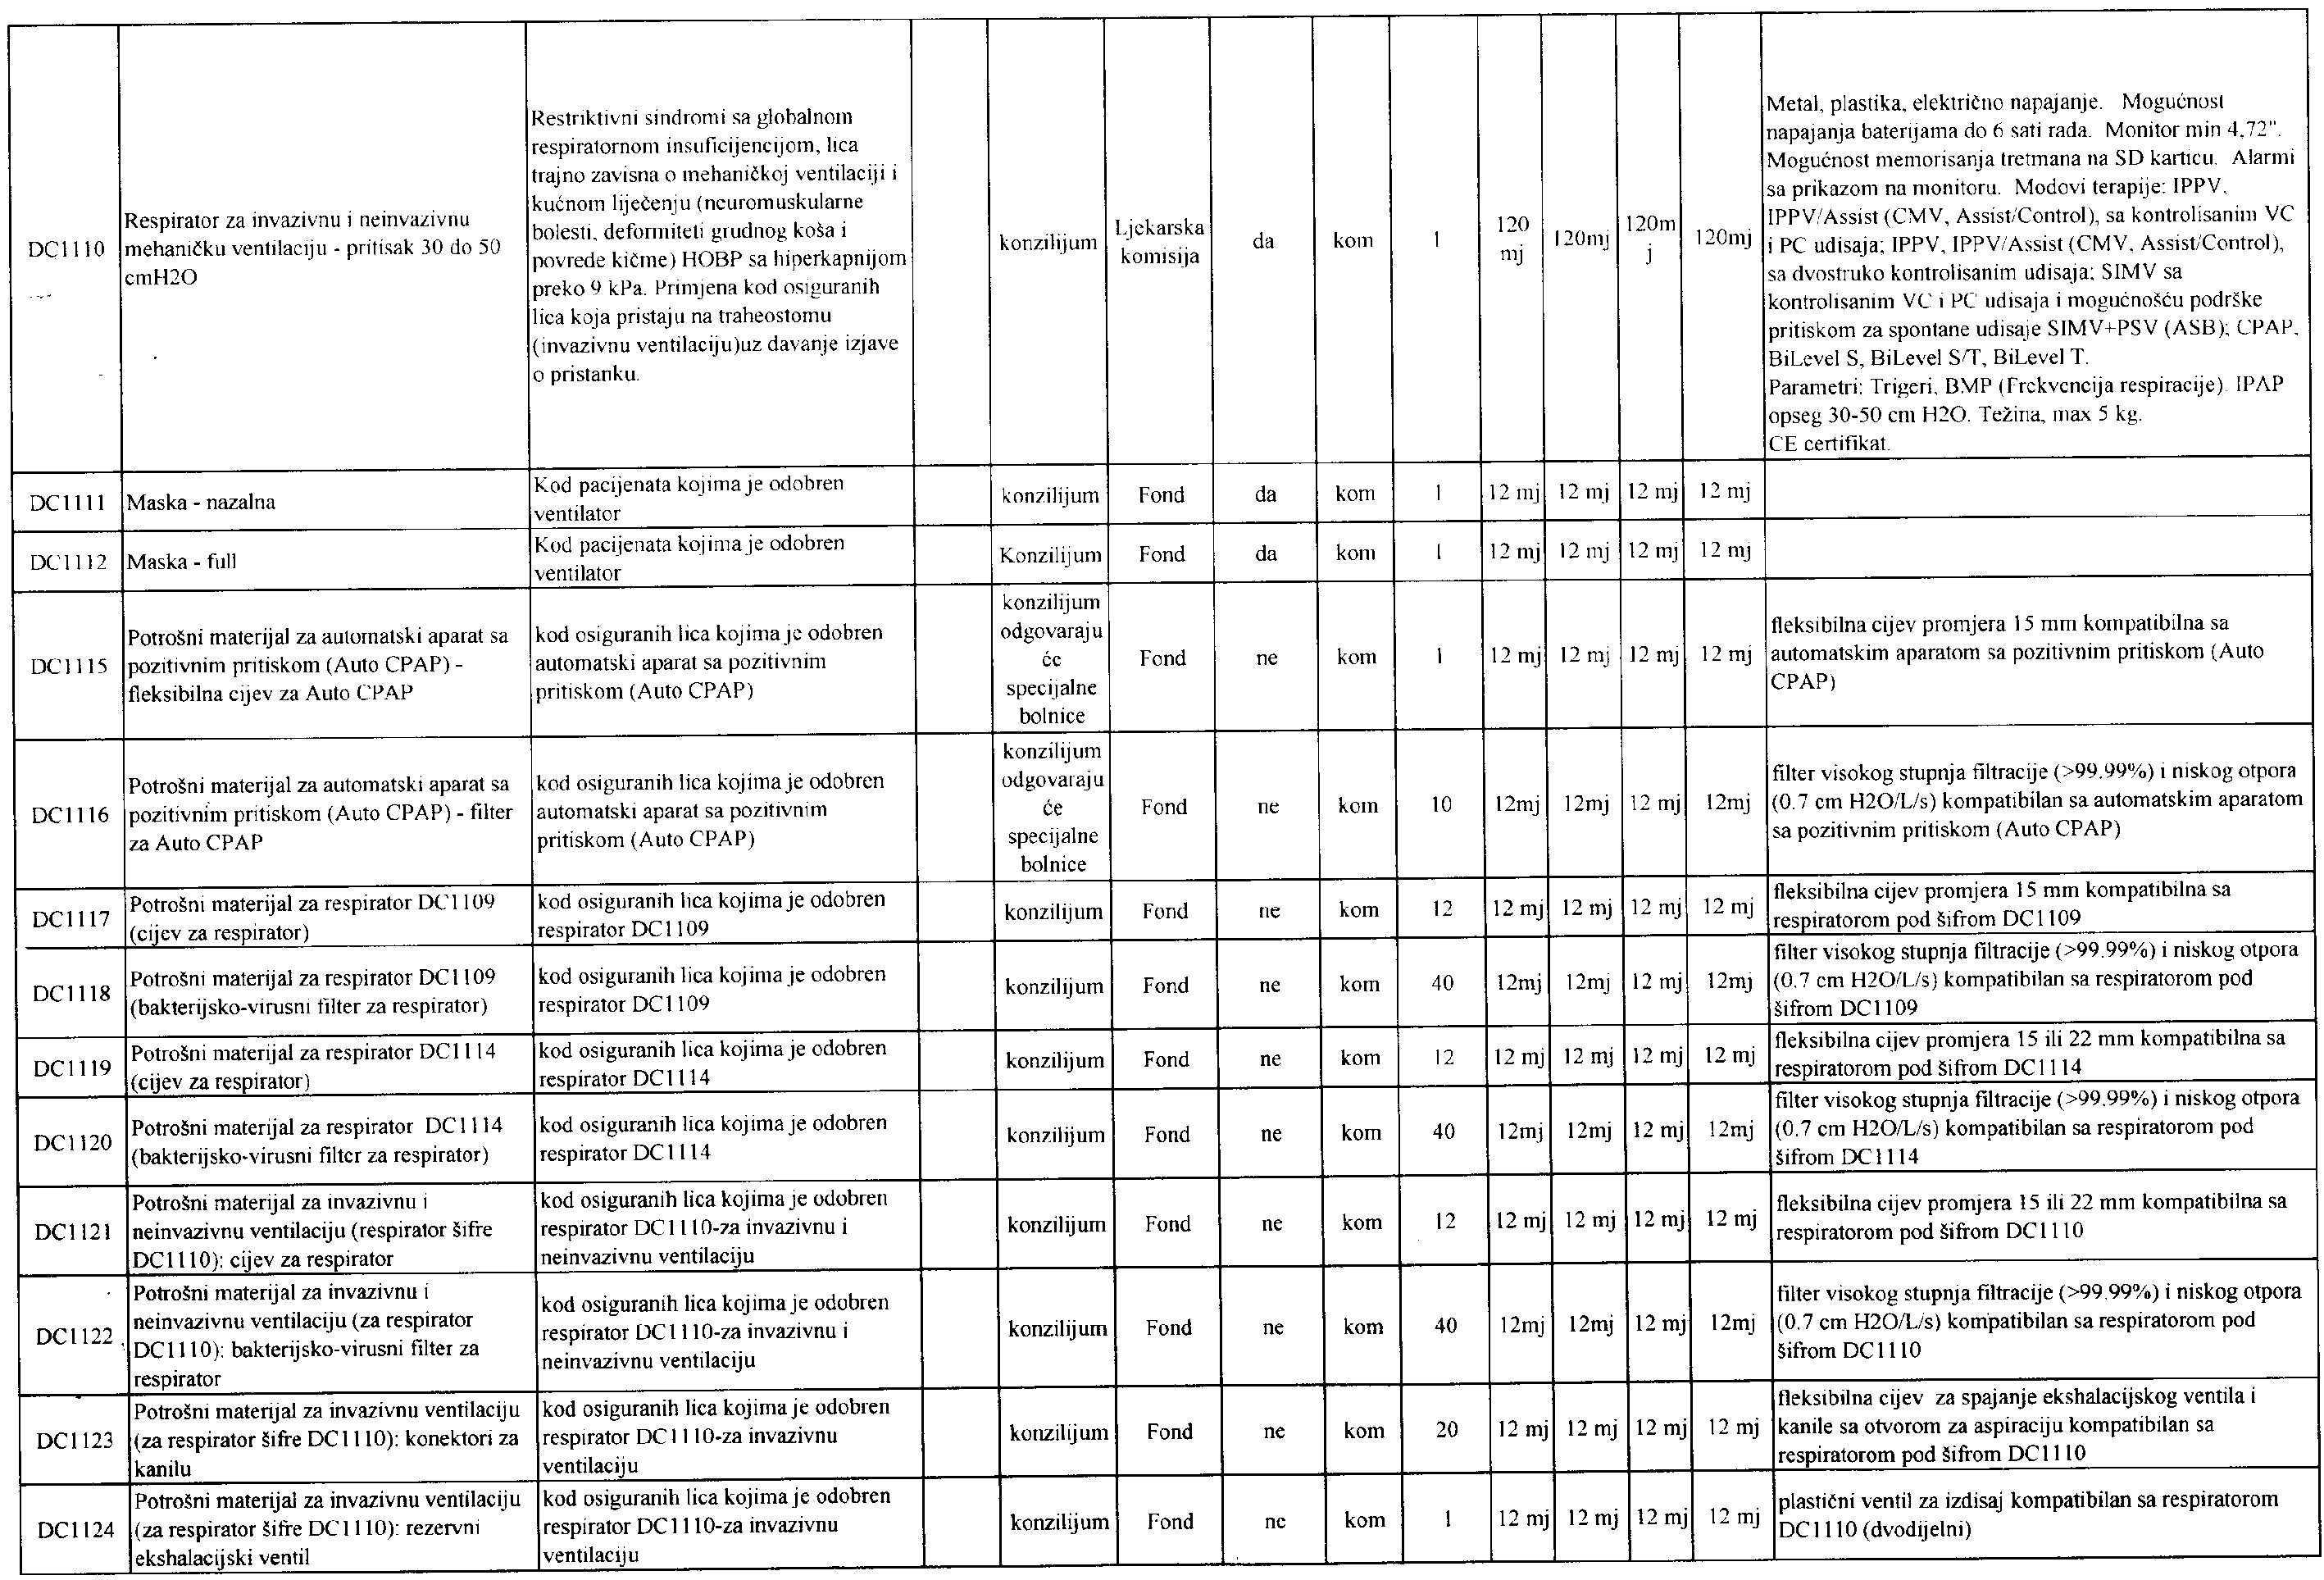 DC1110
Respirator za invazivnu i neinvazivnu
mehaničku ventilaciju - pritisak 30 do 50
cmH2O
Restriktivni sindromi sa globalnom
respiratornom insuficijencijom, lica
trajno zavisna o mehaničkoj ventilaciji i
kućnom liječenju (neuromuskularne
bolesti, deformiteti grudnog koša i
povrede kičme) HOBP sa hiperkapnijom
preko 9 kPa. Primjena kod osiguranih
lica koja pristaju na traheostomu
(invazivnu ventilaciju)uz davanje izjave
o pristanku.
konzilijum
Ljekarska
komisija
da
kom
1
120
mj
120mj
120m
j
120mj
Metal, plastika, električno napajanje. Mogućnost
napajanja baterijama do 6 sati rada. Monitor min 4,72".
Mogućnost memorisanja tretmana na SD karticu. Alarmi
sa prikazom na monitoru. Modovi terapije: IPPV,
IPPV/Assist (CMV, Assist/Control), sa kontrolisanim VC
i PC udisaja; IPPV, IPPV/Assist (CMV, Assist/Control),
sa dvostruko kontrolisanim udisaja; SIMV sa
kontrolisanim VC i PC udisaja i mogućnošću podrške
pritiskom za spontane udisaje SIMV+PSV (ASB); CPAP,
BiLevel S, BiLevel S/T, BiLevel T.
Parametri: Trigeri, BMP (Frekvencija respiracije). IPAP
opseg 30-50 cm H2O. Težina, max 5 kg.
CE certifikat.
DC1111
Maska - nazalna
Kod pacijenata kojima je odobren
ventilator
konzilijum
Fond
da
kom
1
12 mj
12 mj
12 mj
12 mj
DC1112
Maska - full
Kod pacijenata kojima je odobren
ventilator
Konzilijum
Fond
da
kom
1
12 mj
12 mj
12 mj
12 mj
DC1115
Potrošni materijal za automatski aparat sa
pozitivnim pritiskom (Auto CPAP) -
fleksibilna cijev za Auto CPAP
kod osiguranih lica kojima je odobren
automatski aparat sa pozitivnim
pritiskom (Auto CPAP)
konzilijum
odgovaraju
će
specijalne
bolnice
Fond
ne
kom
1
12 mj
12 mj
12 mj
12 mj
fleksibilna cijev promjera 15 mm kompatibilna sa
automatskim aparatom sa pozitivnim pritiskom (Auto
CPAP)
DC1116
Potrošni materijal za automatski aparat sa
pozitivnim pritiskom (Auto CPAP) - filter
za Auto CPAP
kod osiguranih lica kojima je odobren
automatski aparat sa pozitivnim
pritiskom (Auto CPAP)
konzilijum
odgovaraju
će
specijalne
bolnice
Fond
ne
kom
10
12mj
12mj
12 mj
12mj
filter visokog stupnja filtracije (>99.99%) i niskog otpora
(0.7 cm H2O/L/s) kompatibilan sa automatskim aparatom
sa pozitivnim pritiskom (Auto CPAP)
DC1117
Potrošni materijal za respirator DC1109
(cijev za respirator)
kod osiguranih lica kojima je odobren
respirator DC1109
konzilijum
Fond
ne
kom
12
12 mj
12 mj
12 mj
12 mj
fleksibilna cijev promjera 15 mm kompatibilna sa
respiratorom pod šifrom DC1109
DC1118
Potrošni materijal za respirator DC1109
(bakterijsko-virusni filter za respirator)
kod osiguranih lica kojima je odobren
respirator DC1109
konzilijum
Fond
ne
kom
40
12mj
12mj
12 mj
12mj
filter visokog stupnja filtracije (>99.99%) i niskog otpora
(0.7 cm H2O/L/s) kompatibilan sa respiratorom pod
šifrom DC1109
DC1119
Potrošni materijal za respirator DC1114
(cijev za respirator)
kod osiguranih lica kojima je odobren
respirator DC1114
konzilijum
Fond
ne
kom
12
12 mj
12 mj
12 mj
12 mj
fleksibilna cijev promjera 15 ili 22 mm kompatibilna sa
respiratorom pod šifrom DC1114
DC1120
Potrošni materijal za respirator DC1114
(bakterijsko-virusni filter za respirator)
kod osiguranih lica kojima je odobren
respirator DC1114
konzilijum
Fond
ne
kom
40
12mj
12mj
12 mj
12mj
filter visokog stupnja filtracije (>99.99%) i niskog otpora
(0.7 cm H2O/L/s) kompatibilan sa respiratorom pod
šifrom DC1114
DC1121
Potrošni materijal za invazivnu i
neinvazivnu ventilaciju (respirator šifre
DC1110): cijev za respirator
kod osiguranih lica kojima je odobren
respirator DC1110-za invazivnu i
neinvazivnu ventilaciju
konzilijum
Fond
ne
kom
12
12 mj
12 mj
12 mj
12 mj
fleksibilna cijev promjera 15 ili 22 mm kompatibilna sa
respiratorom pod šifrom DC1110
DC1122
Potrošni materijal za invazivnu i
neinvazivnu ventilaciju (za respirator
DC1110): bakterijsko-virusni filter za
respirator
kod osiguranih lica kojima je odobren
respirator DC1110-za invazivnu i
neinvazivnu ventilaciju
konzilijum
Fond
ne
kom
40
12mj
12mj
12 mj
12mj
filter visokog stupnja filtracije (>99.99%) i niskog otpora
(0.7 cm H2O/L/s) kompatibilan sa respiratorom pod
šifrom DC1110
DC1123
Potrošni materijal za invazivnu ventilaciju
(za respirator šifre DC1110): konektori za
kanilu
kod osiguranih lica kojima je odobren
respirator DC1110-za invazivnu
ventilaciju
konzilijum
Fond
ne
kom
20
12 mj
12 mj
12 mj
12 mj
fleksibilna cijev za spajanje ekshalacijskog ventila i
kanile sa otvorom za aspiraciju kompatibilan sa
respiratorom pod šifrom DC1110
DC1124
Potrošni materijal za invazivnu ventilaciju
(za respirator šifre DC1110): rezervni
ekshalacijski ventil
kod osiguranih lica kojima je odobren
respirator DC1110-za invazivnu
ventilaciju
konzilijum
Fond
ne
kom
1
12 mj
12 mj
12 mj
12 mj
plastični ventil za izdisaj kompatibilan sa respiratorom
DC1110 (dvodijelni)